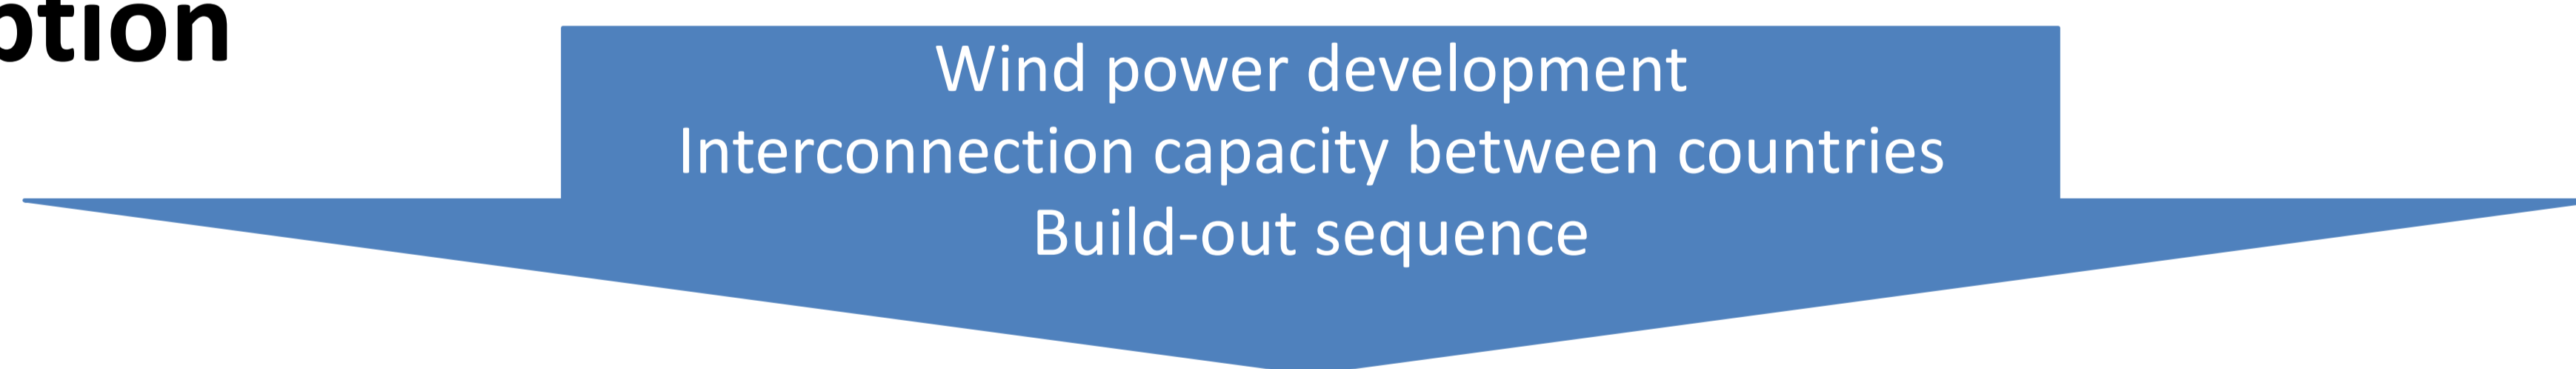 Wind power development
Interconnection capacity between countries
Build-out sequence